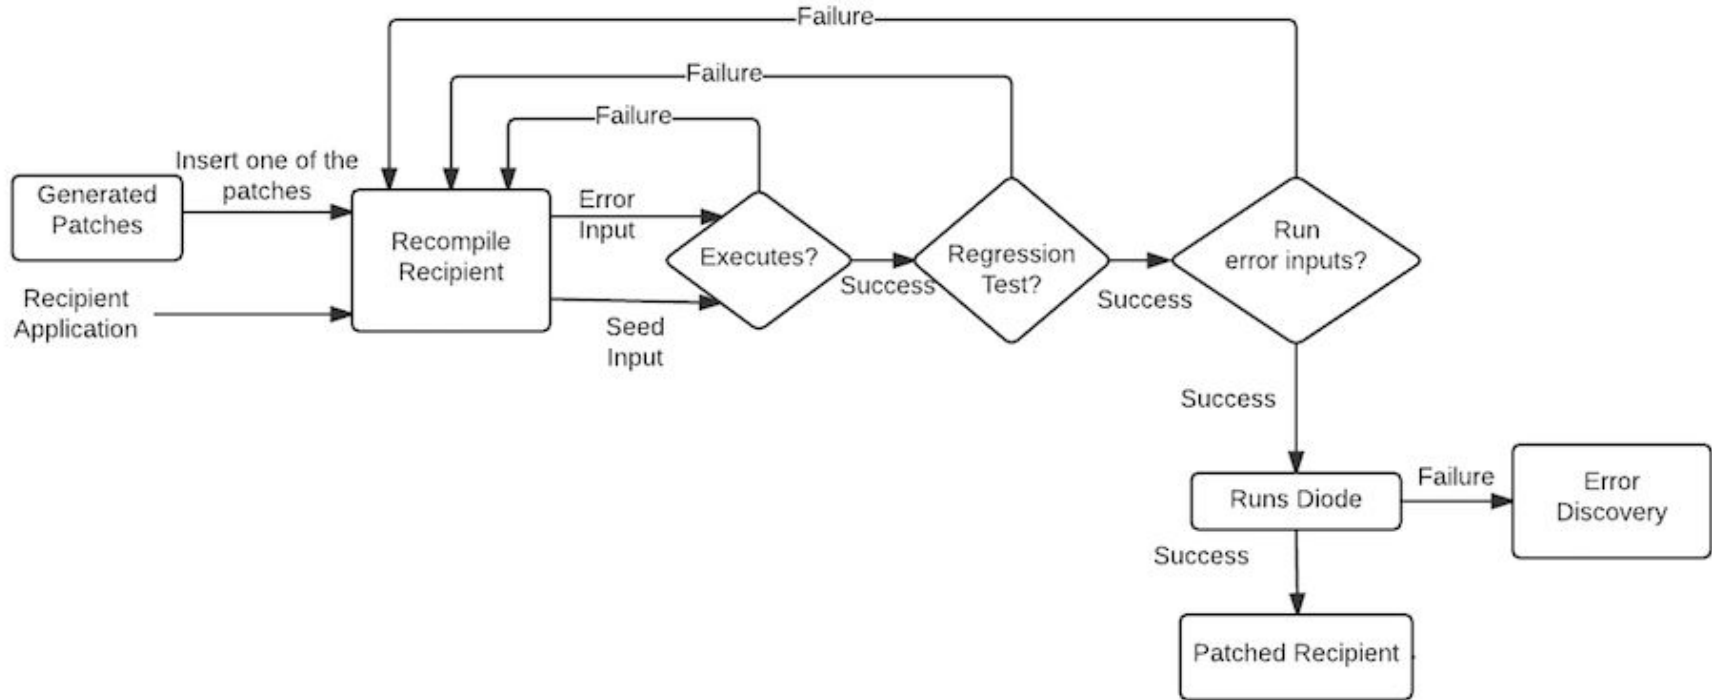 Failure
Failure
Failure
Insert one of the
patches
Generated
Patches
Recipient
Application
Recompile
Recipient
Error
Input
Seed
Input
Executes?
Success
Regression
Test?
Success
Run
error inputs?
Success
Runs Diode
Failure
Error
Discovery
Success
Patched Recipient